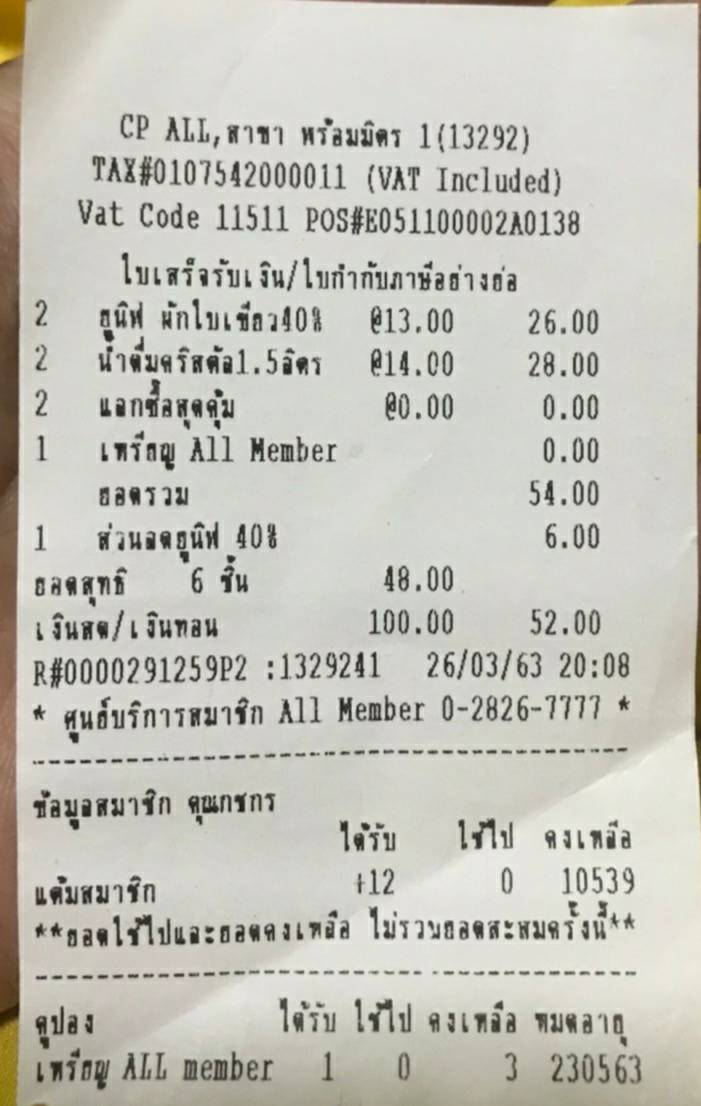 CP ALL,สาขา พร้อมมิตร 1(13292)
TAX#0107542000011 (VAT Included)
Vat Code 11511 POS#E051100002A0138
ใบเสร็จรับเงิน/ใบกำกับภาษีอย่างย่อ
2 ยูนิฟ ผักใบเขียว40% @13.00 26.00
2 น้ำดื่มคริสตัล1.5ลิตร @14.00 28.00
2 แลกซื้อสุดคุ้ม @0.00 0.00
1 เหรียญ All Member 0.00
ยอดรวม 54.00
1 ส่วนลดยูนิฟ 40% 6.00
ยอดสุทธิ 6 ชิ้น 48.00
เงินสด/เงินทอน 100.00 52.00
R#0000291259P2 :1329241 26/03/63 20:08
* ศูนย์บริการสมาชิก All Member 0-2826-7777 *
ข้อมูลสมาชิก คุณกชกร
ได้รับ ใช้ไป คงเหลือ
แต้มสมาชิก +12 0 10539
**ยอดใช้ไปและยอดคงเหลือ ไม่รวมยอดสะสมครั้งนี้**
คูปอง ได้รับ ใช้ไป คงเหลือ หมดอายุ
เหรียญ ALL member 1 0 3 230563